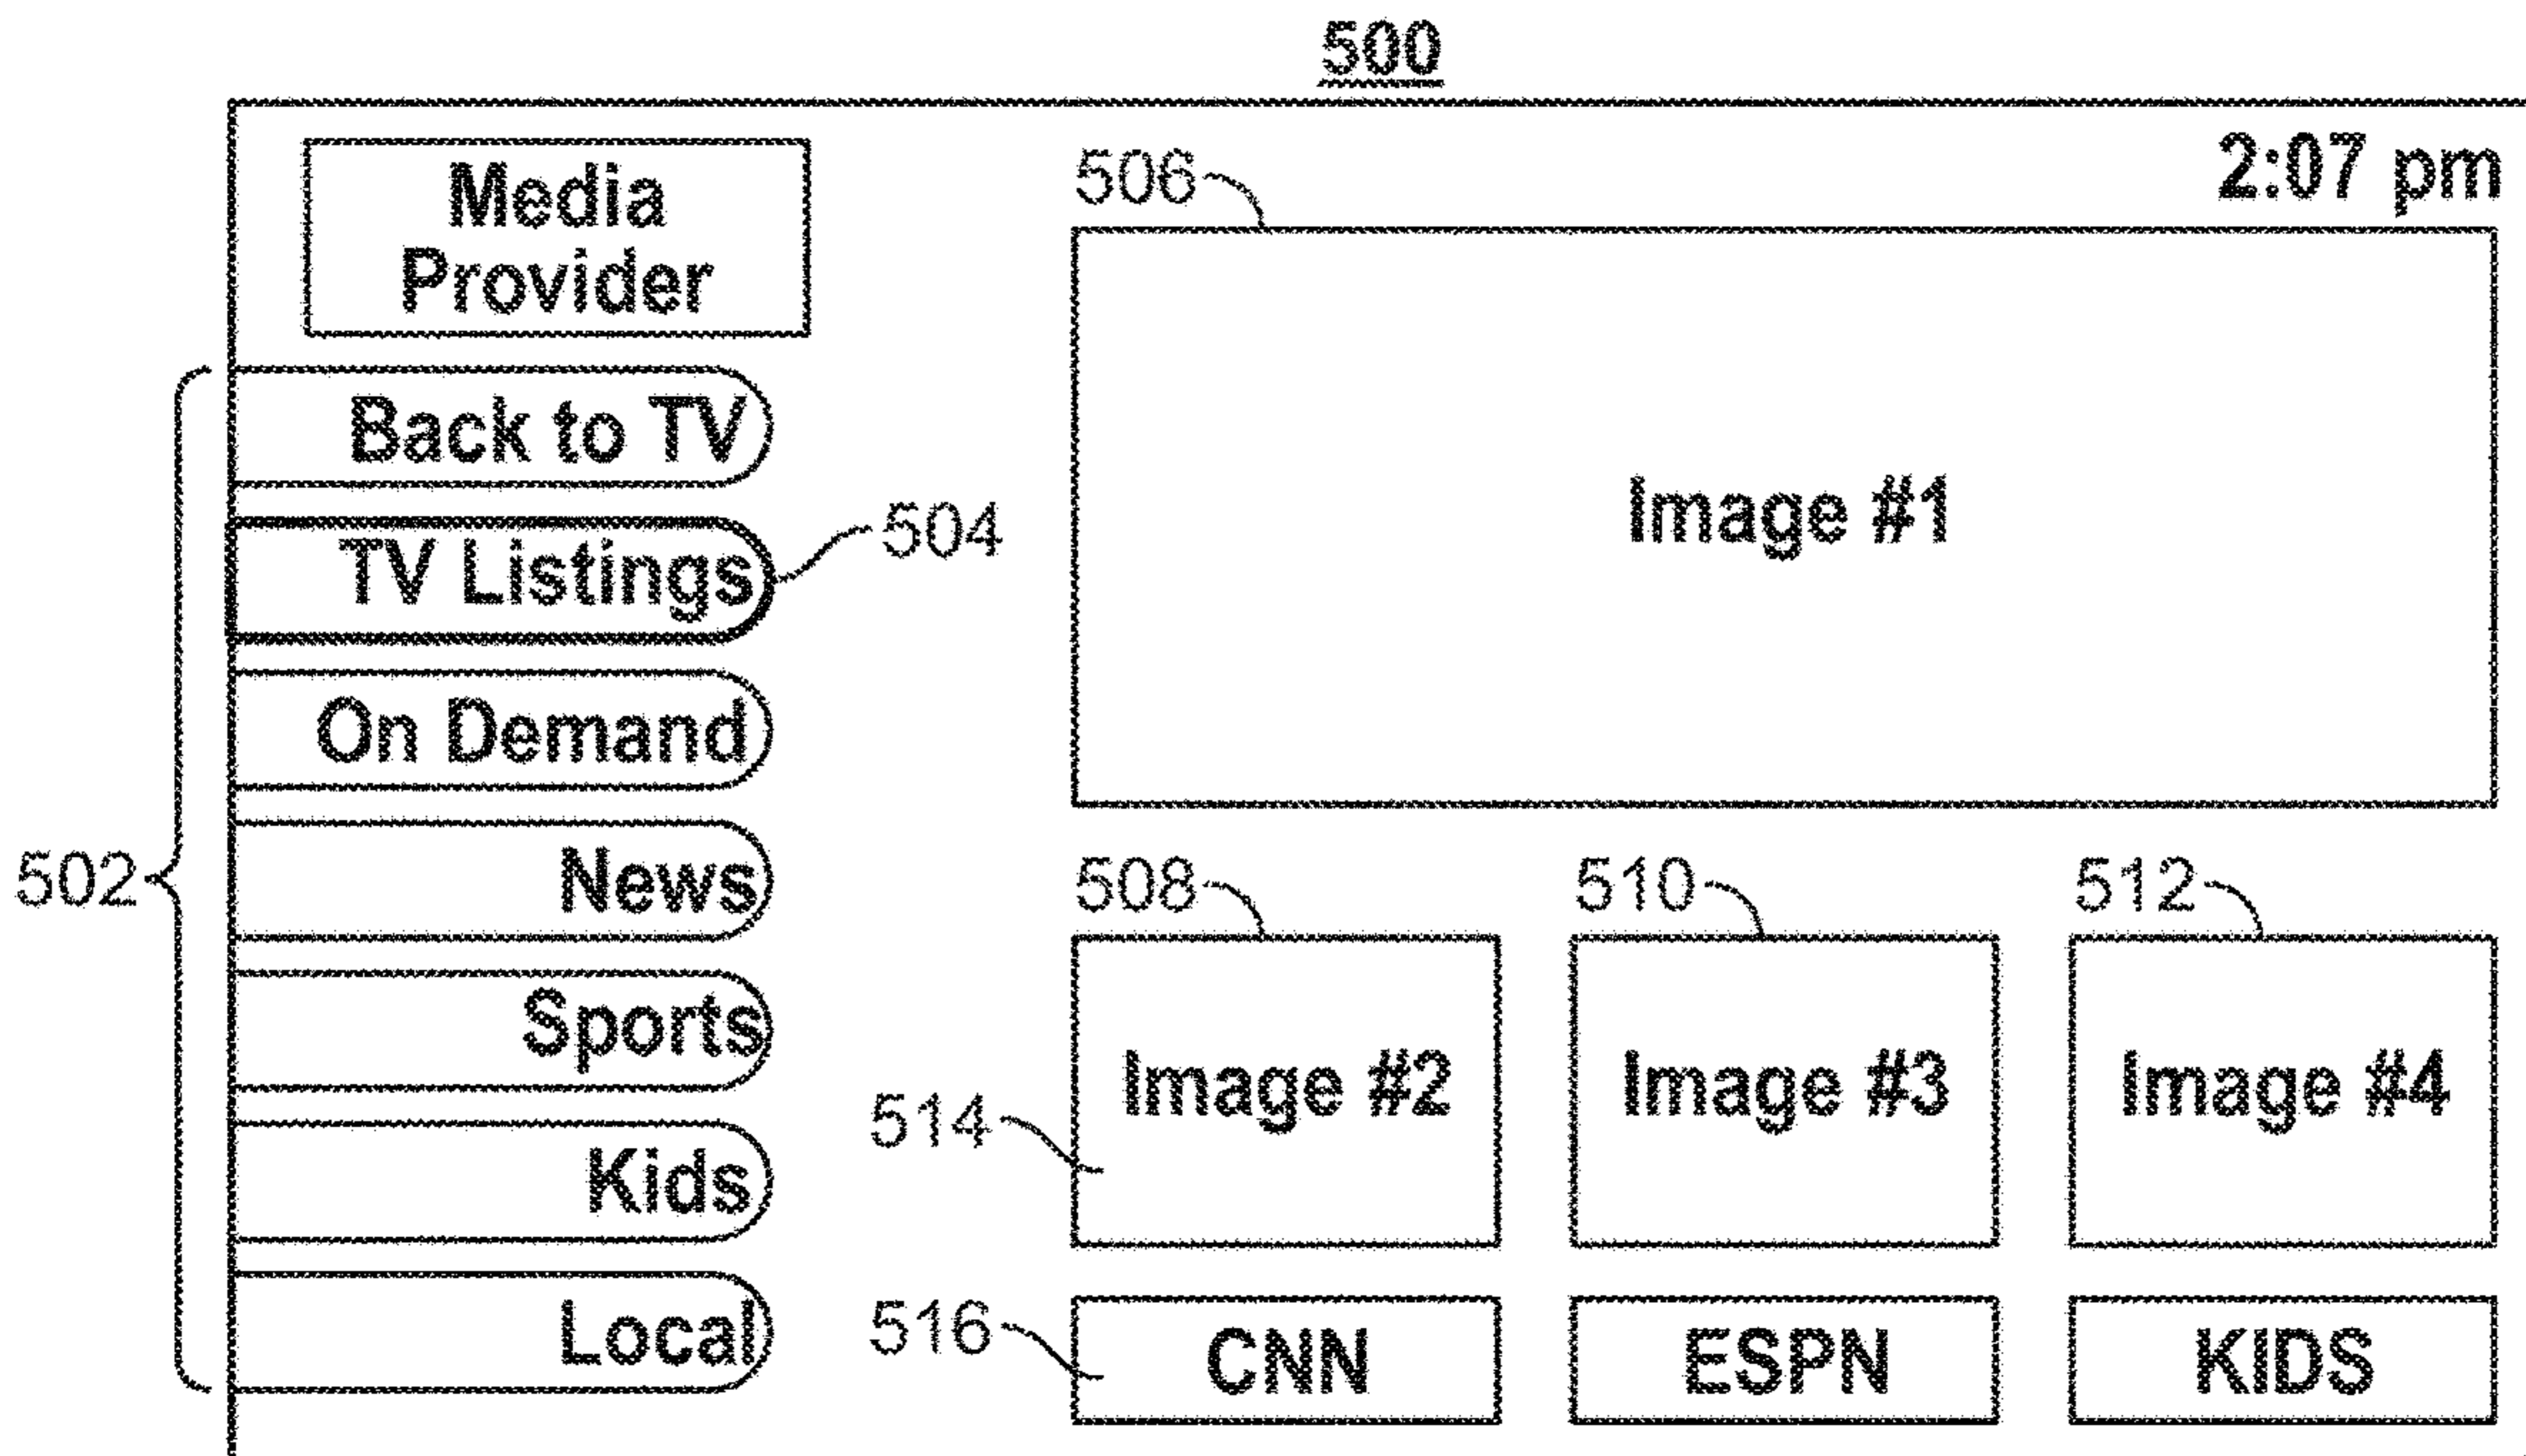 500
2:07 pm
Media
Provider
506
Back to TV
TV Listings
504
On Demand
News
Sports
Kids
Local
502
Image #1
508
510
512
Image #2
Image #3
Image #4
514
516
CNN
ESPN
KIDS